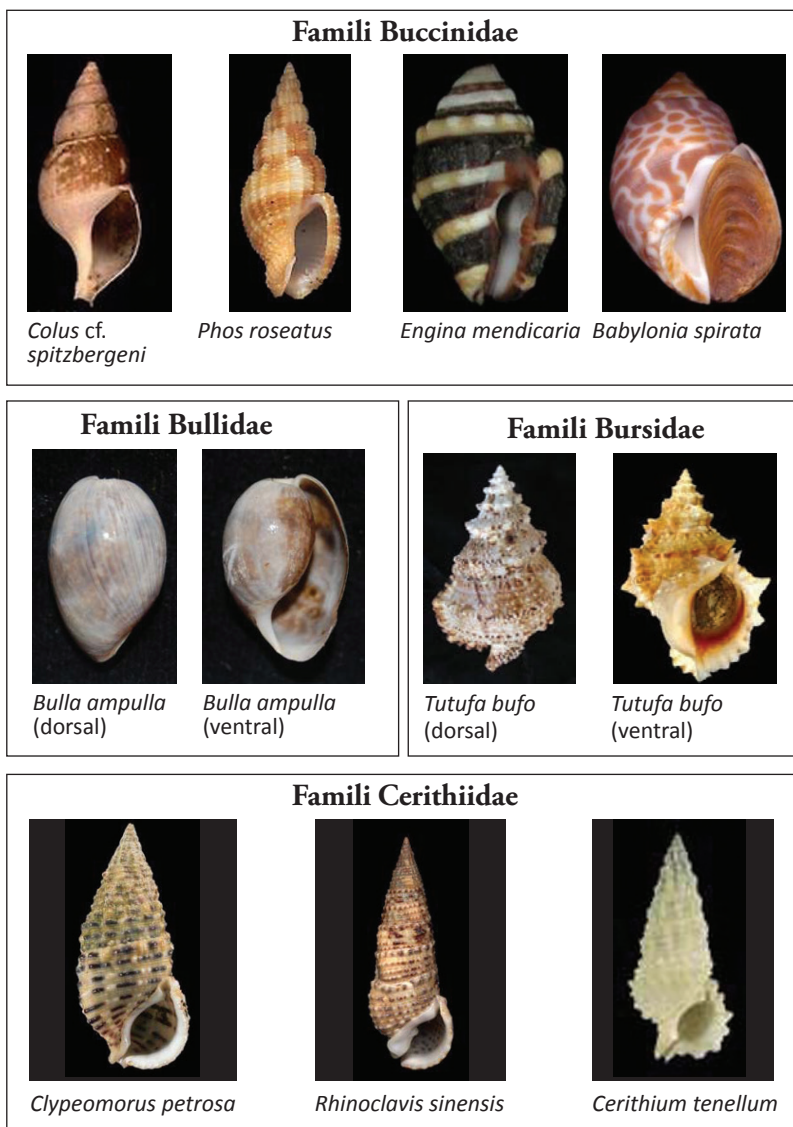 Famili Buccinidae
Colus cf.
spitzbergeni
Phos roseatus
Engina mendicaria
Babylonia spirata
Famili Bullidae
Bulla ampulla
(dorsal)
Bulla ampulla
(ventral)
Famili Bursidae
Tutufa bufo
(dorsal)
Tutufa bufo
(ventral)
Famili Cerithiidae
Clypeomorus petrosa
Rhinoclavis sinensis
Cerithium tenellum